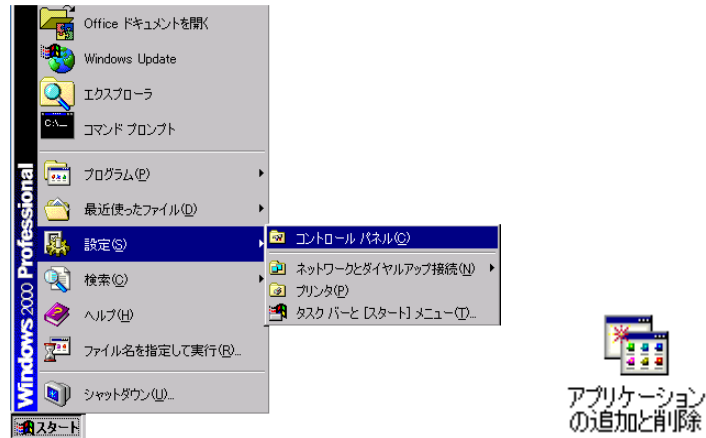 Office ドキュメントを開く
Windows Update
エクスプローラ
C:\_
コマンド プロンプト
プログラム(P)
最近使ったファイル(D)
設定(S)
検索(C)
ヘルプ(H)
ファイル名を指定して実行(R)...
シャットダウン(U)...
Windows 2000 Professional
スタート
コントロール パネル(C)
ネットワークとダイヤルアップ接続(N)
プリンタ(P)
タスク バーと [スタート] メニュー(T)...
アプリケーション
の追加と削除